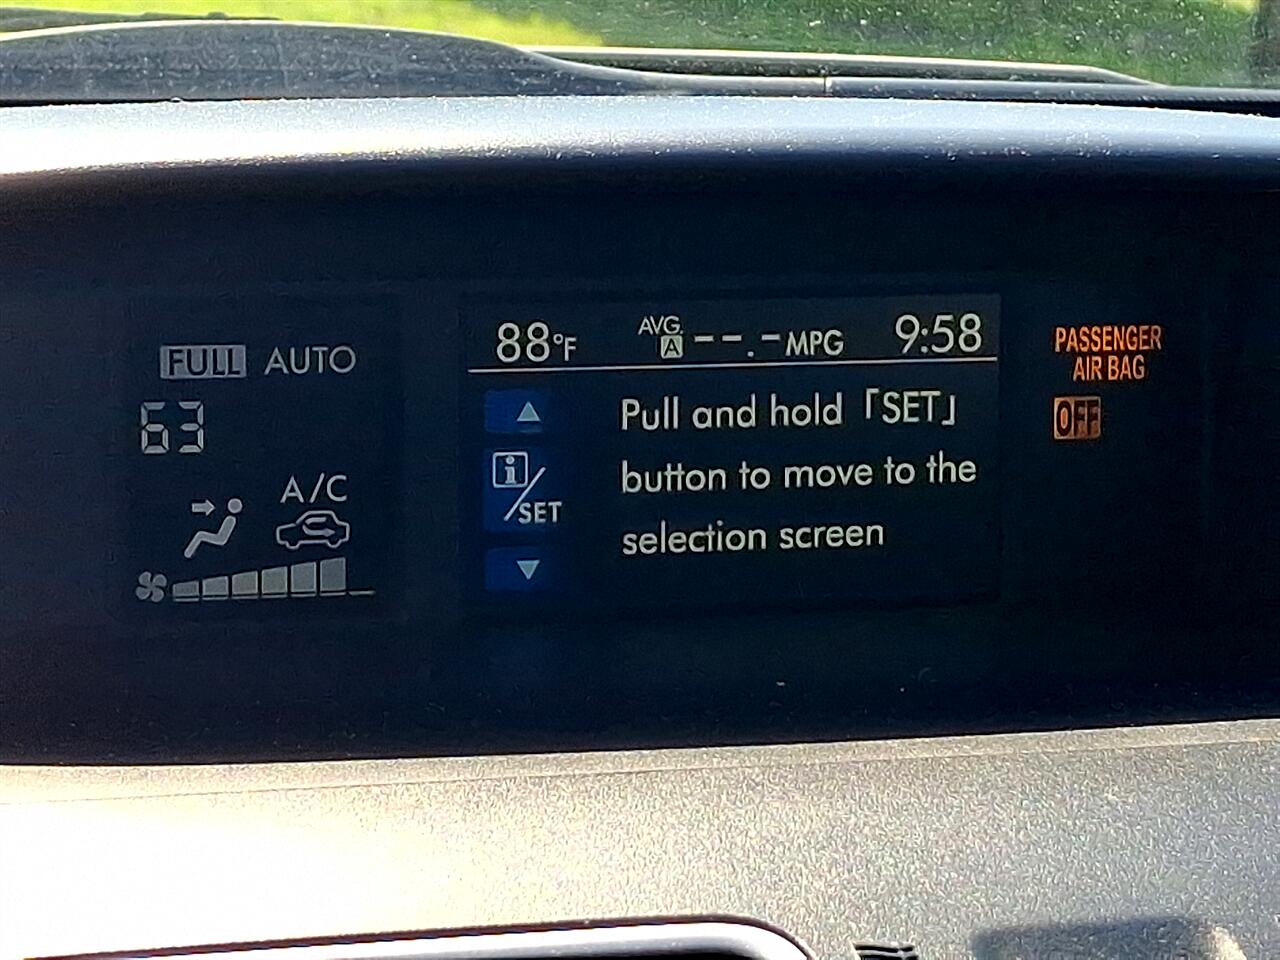 FULL AUTO
63
A/C
88°F AVG. A --.- MPG 9:58
Pull and hold「SET」
button to move to the
selection screen
i/SET
PASSENGER
AIR BAG
OFF